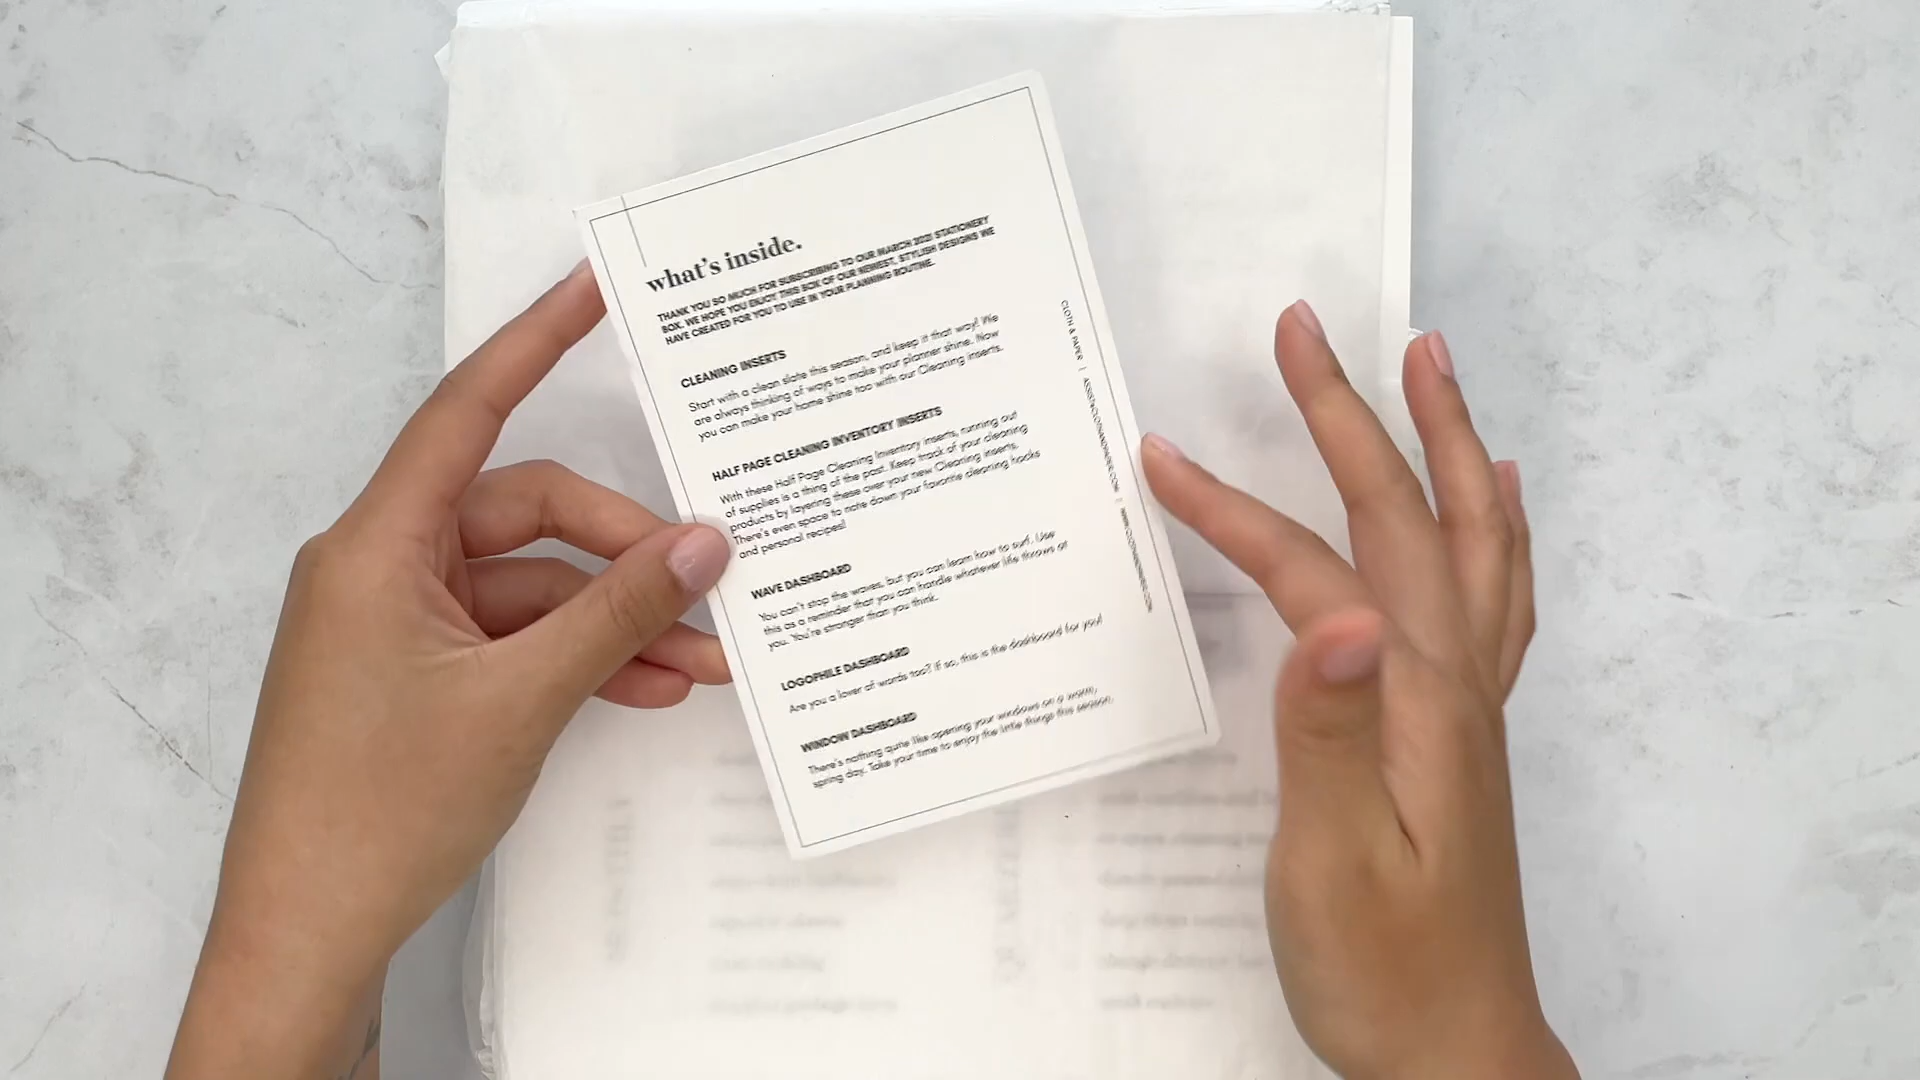 what's inside.
THANK YOU SO MUCH FOR SUBSCRIBING TO OUR MARCH 2021 STATIONERY
BOX. WE HOPE YOU ENJOY THIS BOX OF OUR NEWEST, STYLISH DESIGNS WE
HAVE CREATED FOR YOU TO USE IN YOUR PLANNING ROUTINE.
CLEANING INSERTS
Start with a clean slate this season, and keep it that way! We
are always thinking of ways to make your planner shine. Now
you can make your home shine too with our Cleaning inserts.
HALF PAGE CLEANING INVENTORY INSERTS
With these Half Page Cleaning Inventory inserts, running out
of supplies is a thing of the past. Keep track of your cleaning
products by layering these over your new Cleaning inserts.
There's even space to note down your favorite cleaning hacks
and personal recipes!
WAVE DASHBOARD
You can't stop the waves, but you can learn how to surf. Use
this as a reminder that you can handle whatever life throws at
you. You're stronger than you think.
LOGOPHILE DASHBOARD
Are you a lover of words too? If so, this is the dashboard for you!
WINDOW DASHBOARD
There's nothing quite like opening your windows on a warm,
spring day. Take your time to enjoy the little things this season.
CLOTH & PAPER | ASSIST@CLOTHANDPAPER.COM | WWW.CLOTHANDPAPER.COM